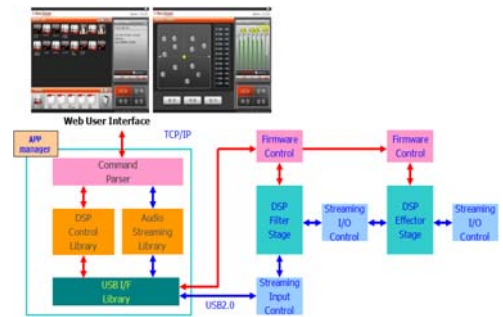 Web User Interface
TCP/IP
APP
manager
Command
Parser
DSP
Control
Library
Audio
Streaming
Library
USB I/F
Library
USB2.0
Firmware
Control
Firmware
Control
DSP
Filter
Stage
Streaming
I/O
Control
DSP
Effector
Stage
Streaming
I/O
Control
Streaming
Input
Control